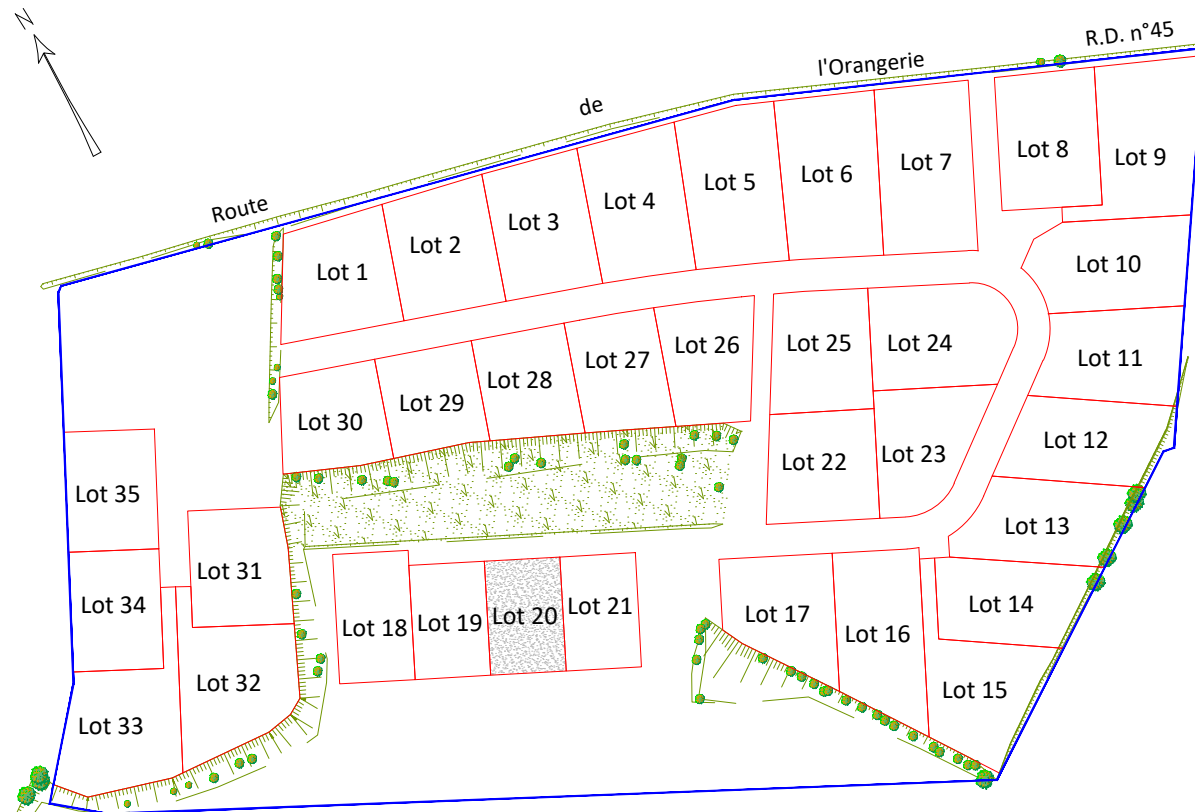 N
R.D. n°45
l'Orangerie
de
Route
Lot 8
Lot 9
Lot 7
Lot 6
Lot 5
Lot 4
Lot 3
Lot 2
Lot 1
Lot 10
Lot 11
Lot 12
Lot 13
Lot 14
Lot 15
Lot 16
Lot 17
Lot 26
Lot 25
Lot 24
Lot 27
Lot 28
Lot 29
Lot 30
Lot 22
Lot 23
Lot 35
Lot 31
Lot 34
Lot 32
Lot 33
Lot 18
Lot 19
Lot 20
Lot 21